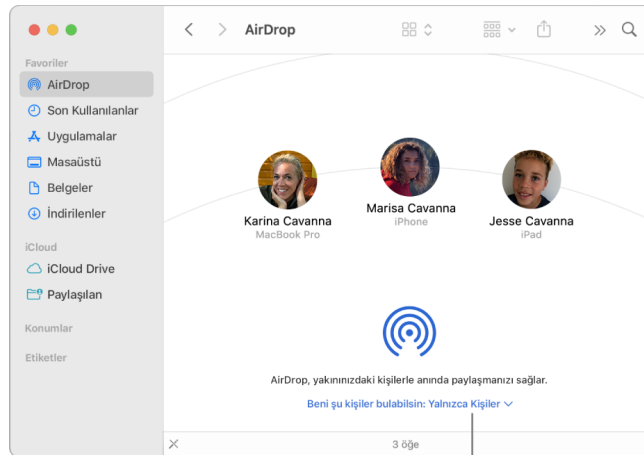 AirDrop
Favoriler
AirDrop
Son Kullanılanlar
Uygulamalar
Masaüstü
Belgeler
İndirilenler
iCloud
iCloud Drive
Paylaşılan
Konumlar
Etiketler
Karina Cavanna
MacBook Pro
Marisa Cavanna
iPhone
Jesse Cavanna
iPad
AirDrop, yakınınızdaki kişilerle anında paylaşmanızı sağlar.
Beni şu kişiler bulabilsin: Yalnızca Kişiler
3 öğe